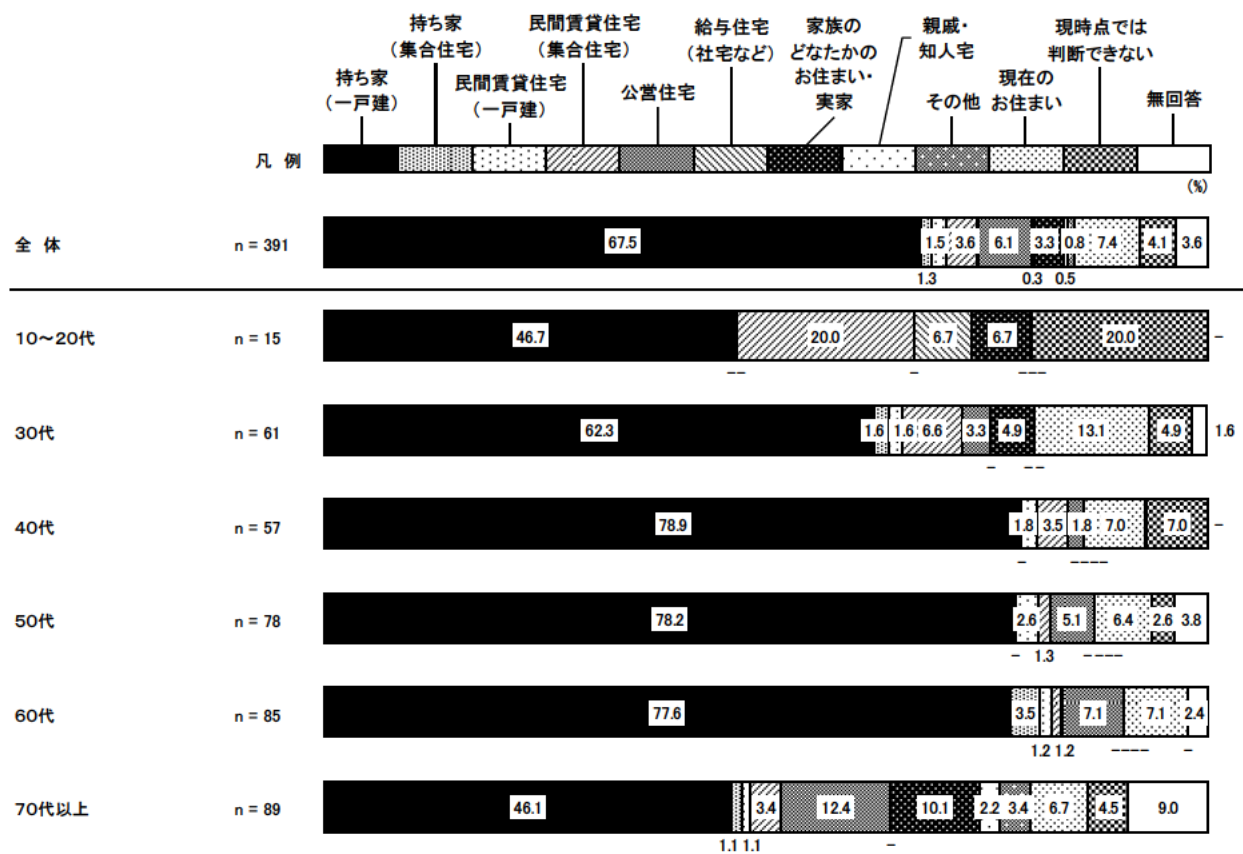 持ち家
（一戸建）
持ち家
（集合住宅）
民間賃貸住宅
（一戸建）
民間賃貸住宅
（集合住宅）
公営住宅
給与住宅
（社宅など）
家族の
どなたかの
お住まい・
実家
親戚・
知人宅
その他
現在の
お住まい
現時点では
判断できない
無回答
凡 例
(%)
全 体 n = 391 67.5 1.5 3.6 6.1 3.3 0.8 7.4 4.1 3.6
1.3 0.3 0.5
10～20代 n = 15 46.7 20.0 6.7 6.7 20.0 －
－－ － －－－
30代 n = 61 62.3 1.6 1.6 6.6 3.3 4.9 13.1 4.9 1.6
－ －－
40代 n = 57 78.9 1.8 3.5 1.8 7.0 7.0 －
－ －－－－
50代 n = 78 78.2 2.6 5.1 6.4 2.6 3.8
－ 1.3 －－－－
60代 n = 85 77.6 3.5 7.1 7.1 2.4
1.2 1.2 －－－－ －
70代以上 n = 89 46.1 3.4 12.4 10.1 2.2 3.4 6.7 4.5 9.0
1.1 1.1 －